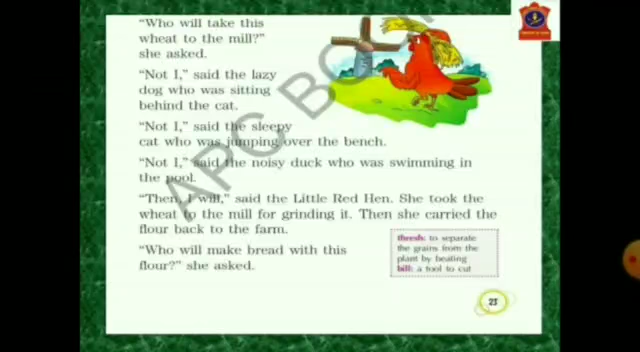 “Who will take this
wheat to the mill?”
she asked.
“Not I,” said the lazy
dog who was sitting
behind the cat.
“Not I,” said the sleepy
cat who was jumping over the bench.
“Not I,” said the noisy duck who was swimming in
the pool.
“Then, I will,” said the Little Red Hen. She took the
wheat to the mill for grinding it. Then she carried the
flour back to the farm.
“Who will make bread with this
flour?” she asked.
thresh: to separate
the grains from the
plant by beating
bill: a tool to cut
23
APC BO